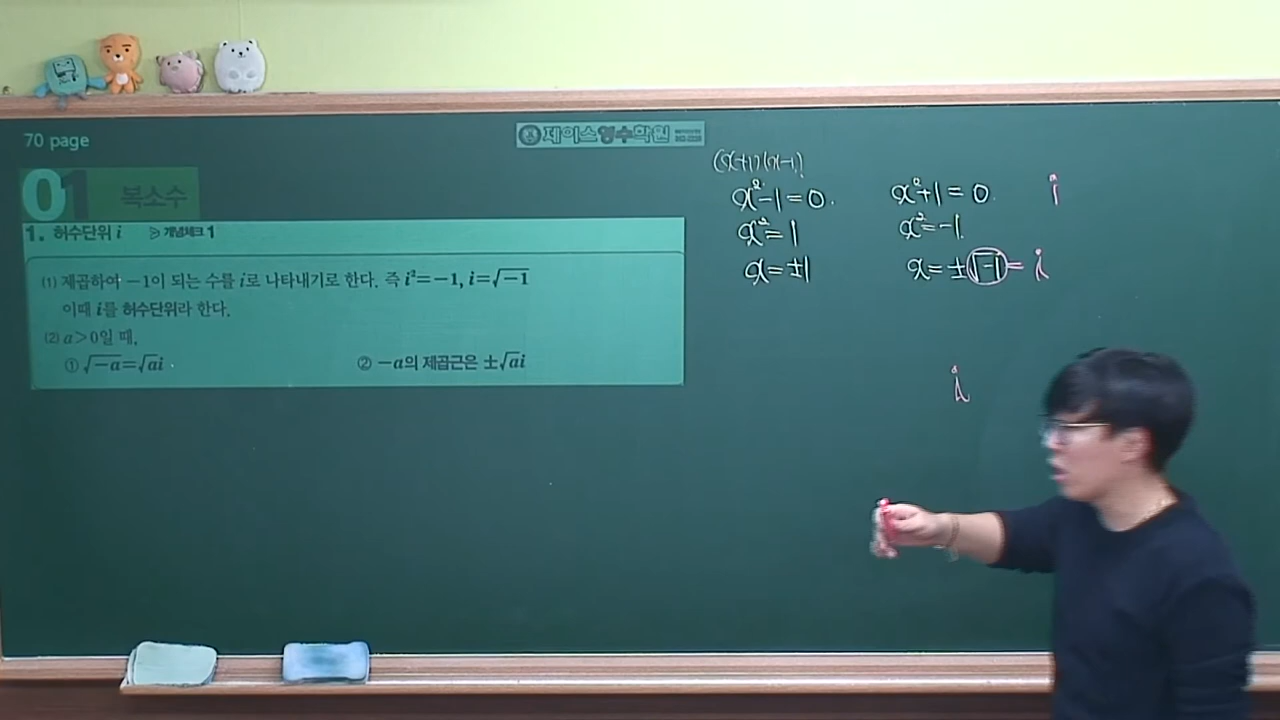 70 page
제이스영수학원
01 복소수
1. 허수단위 i ≫ 개념체크 1
(1) 제곱하여 −1이 되는 수를 i로 나타내기로 한다. 즉 i²=−1, i=√−1
이때 i를 허수단위라 한다.
(2) a>0일 때,
① √−a=√ai ② −a의 제곱근은 ±√ai
(x+1)(x-1)
x²-1=0.
x²=1
x=±1
x²+1=0.
x²=-1.
x=±√-1=i
i
i